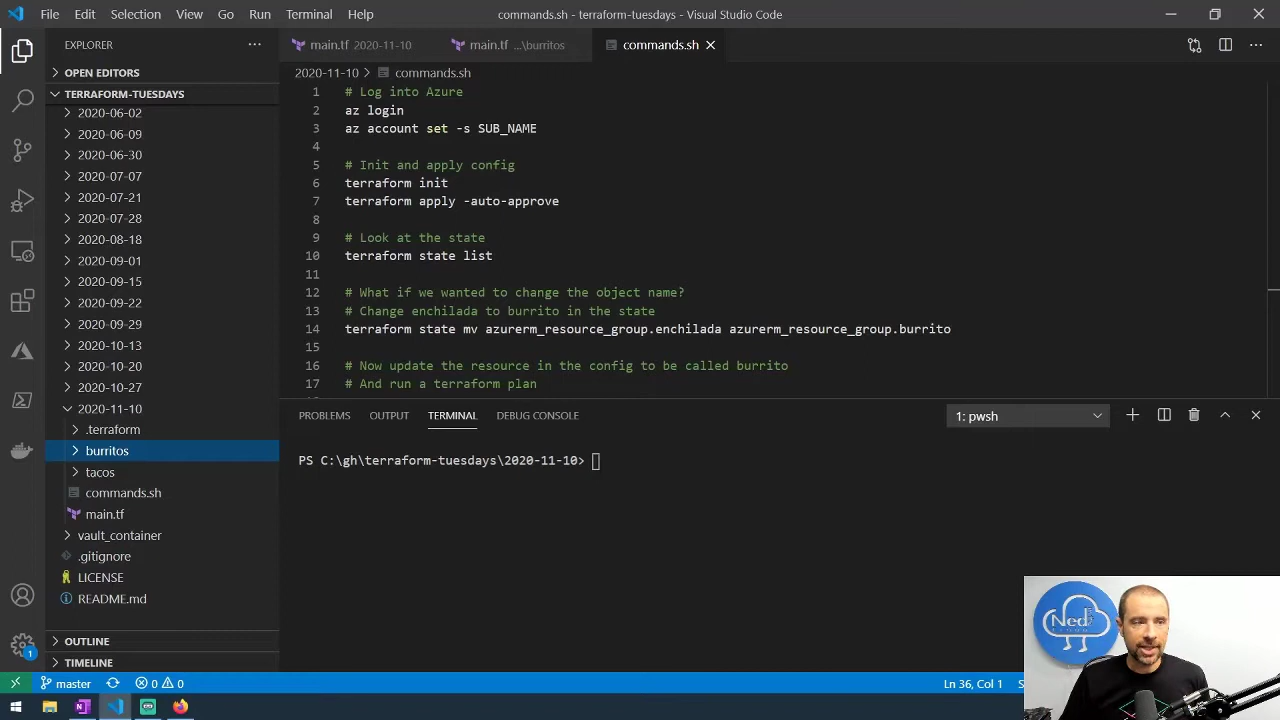 File Edit Selection View Go Run Terminal Help
commands.sh - terraform-tuesdays - Visual Studio Code
EXPLORER
OPEN EDITORS
TERRAFORM-TUESDAYS
2020-06-02
2020-06-09
2020-06-30
2020-07-07
2020-07-21
2020-07-28
2020-08-18
2020-09-01
2020-09-15
2020-09-22
2020-09-29
2020-10-13
2020-10-20
2020-10-27
2020-11-10
.terraform
burritos
tacos
commands.sh
main.tf
vault_container
.gitignore
LICENSE
README.md
OUTLINE
TIMELINE
main.tf 2020-11-10
main.tf ...\burritos
commands.sh
2020-11-10 > commands.sh
1 # Log into Azure
2 az login
3 az account set -s SUB_NAME
4
5 # Init and apply config
6 terraform init
7 terraform apply -auto-approve
8
9 # Look at the state
10 terraform state list
11
12 # What if we wanted to change the object name?
13 # Change enchilada to burrito in the state
14 terraform state mv azurerm_resource_group.enchilada azurerm_resource_group.burrito
15
16 # Now update the resource in the config to be called burrito
17 # And run a terraform plan
PROBLEMS OUTPUT TERMINAL DEBUG CONSOLE
1: pwsh
PS C:\gh\terraform-tuesdays\2020-11-10>
Ned
1
master
0 0
Ln 36, Col 1